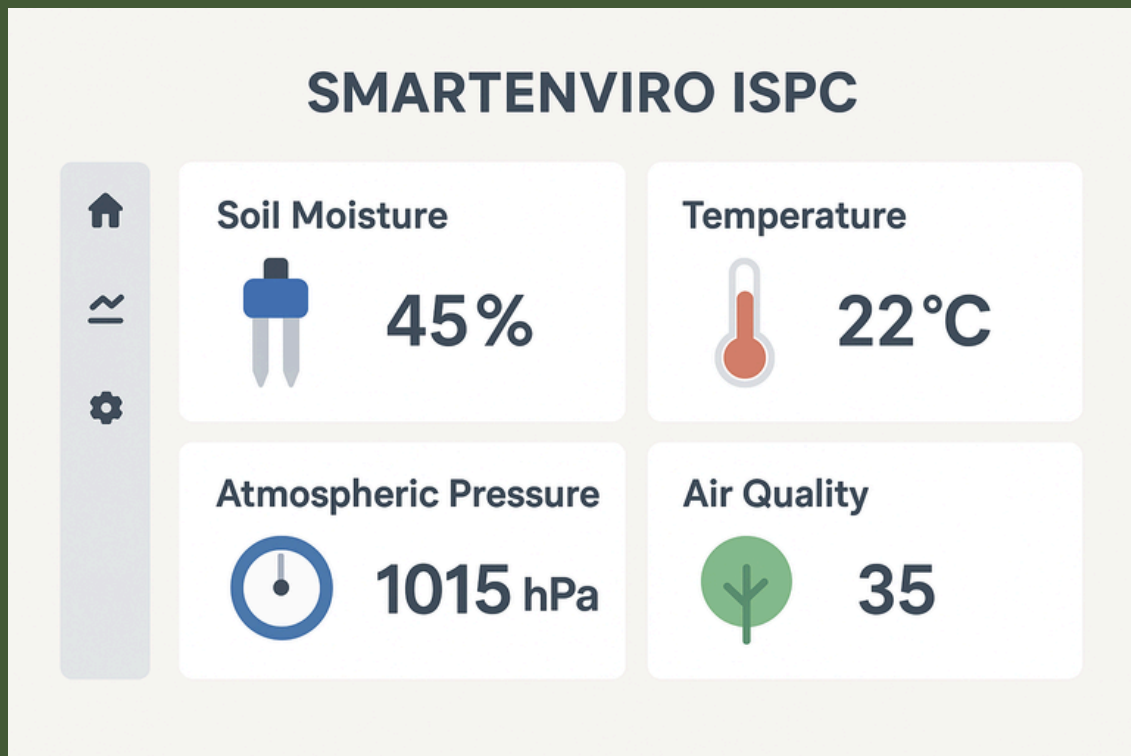 SMARTENVIRO ISPC
Soil Moisture
45%
Temperature
22°C
Atmospheric Pressure
1015 hPa
Air Quality
35